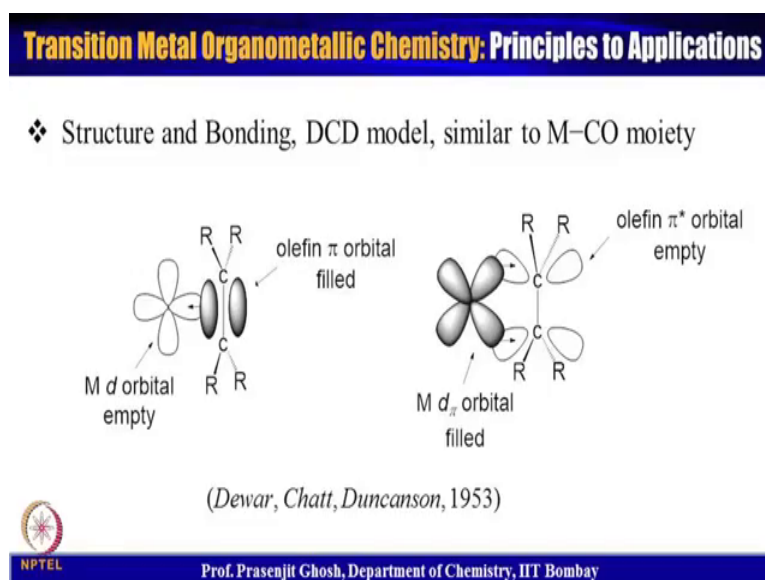 Transition Metal Organometallic Chemistry: Principles to Applications
❖ Structure and Bonding, DCD model, similar to M−CO moiety
R R
C
C
R R
olefin π orbital
filled
M d orbital
empty
R R
C
C
R R
olefin π* orbital
empty
M dπ orbital
filled
(Dewar, Chatt, Duncanson, 1953)
NPTEL
Prof. Prasenjit Ghosh, Department of Chemistry, IIT Bombay